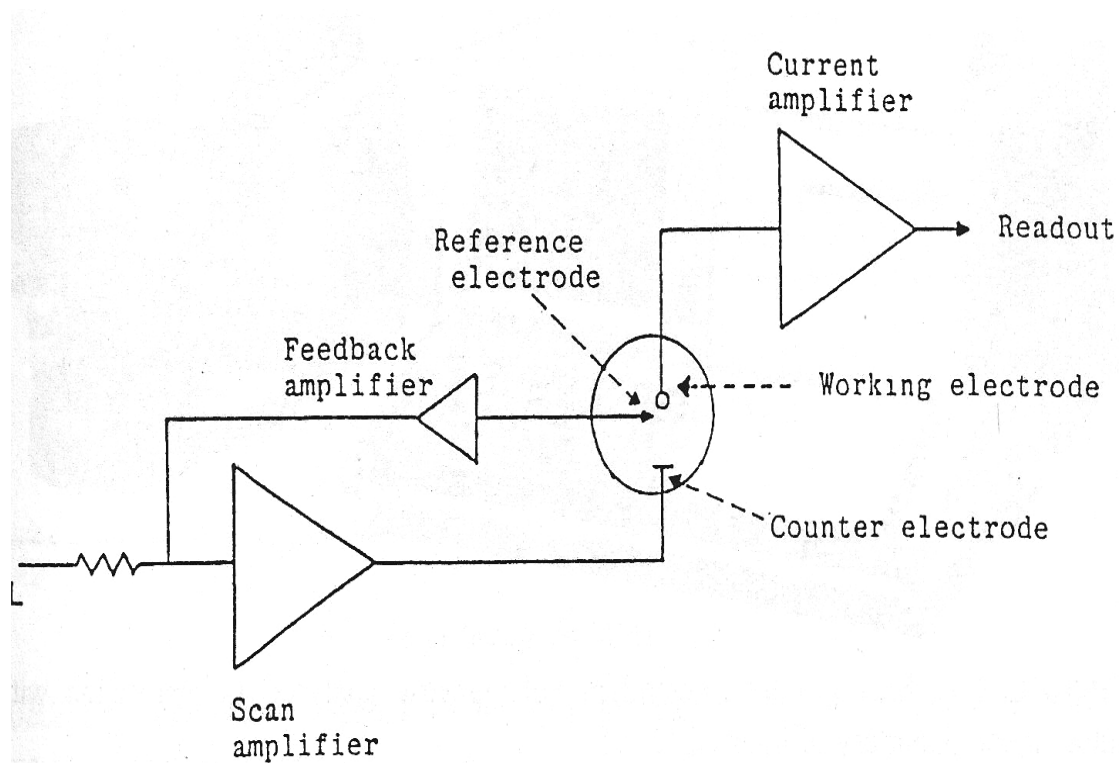 Current
amplifier
Readout
Reference
electrode
Feedback
amplifier
Working electrode
Counter electrode
Scan
amplifier